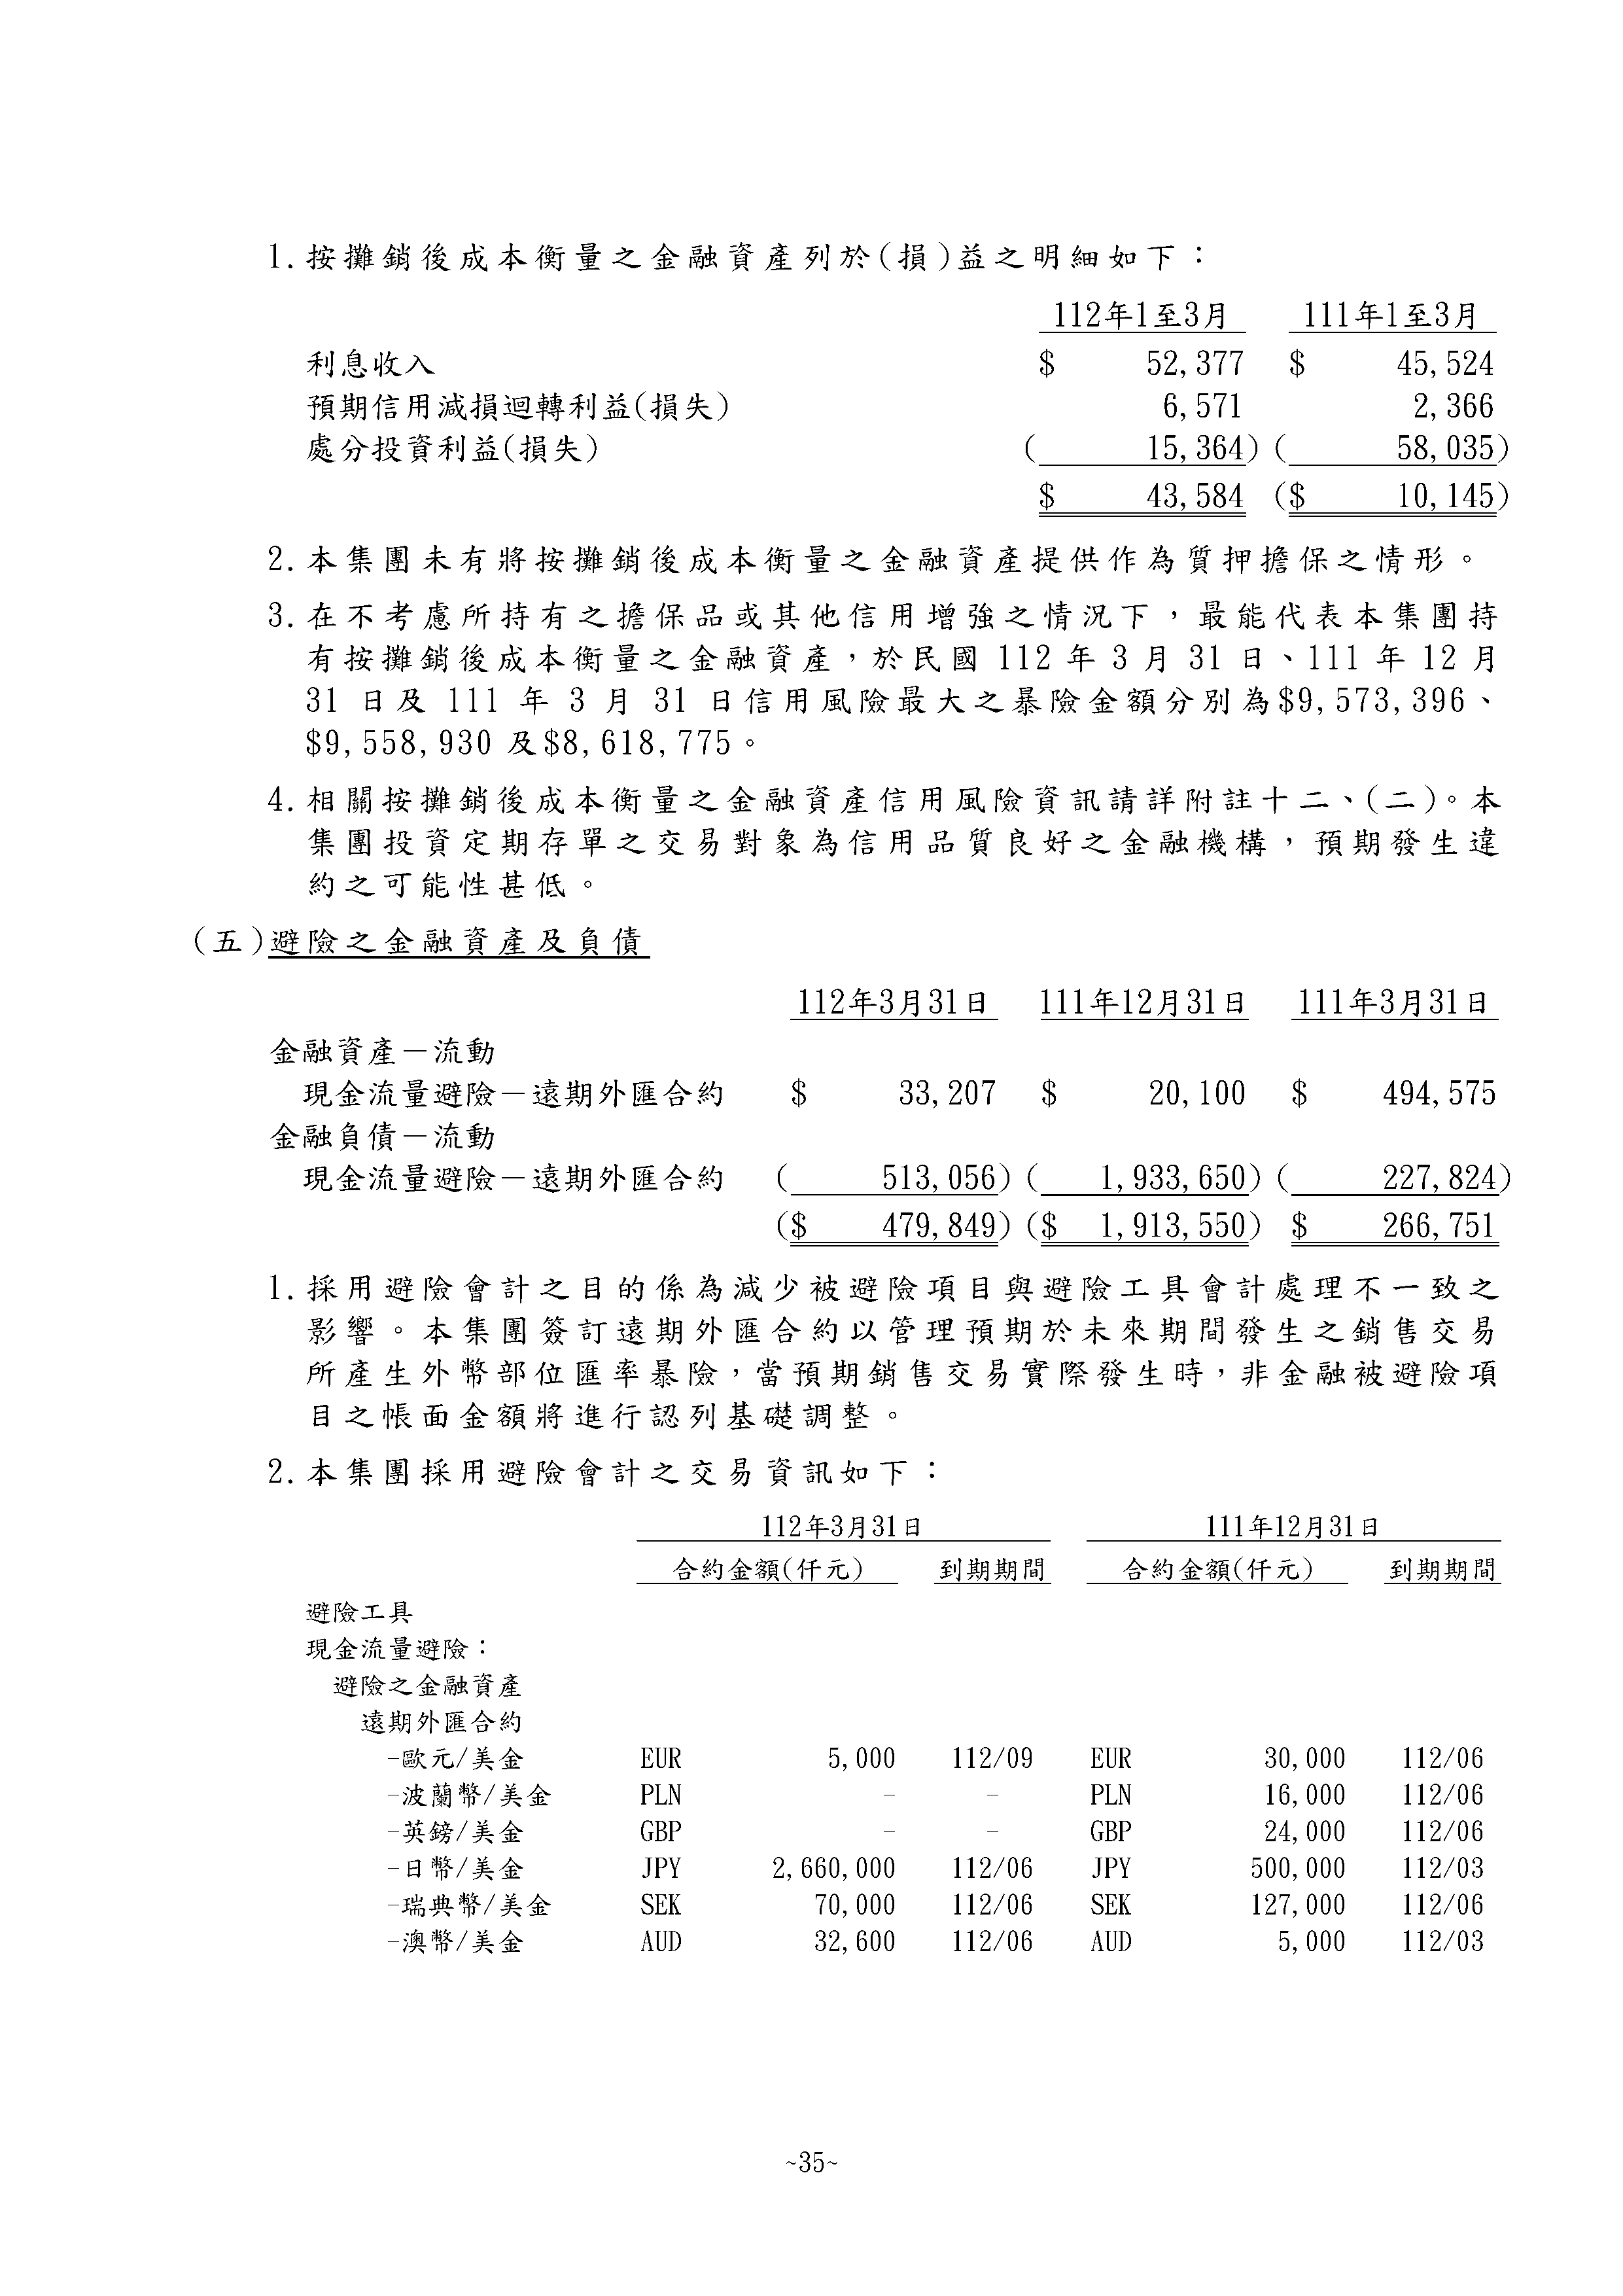 1.按攤銷後成本衡量之金融資產列於(損)益之明細如下：
112年1至3月 111年1至3月
利息收入 $ 52,377 $ 45,524
預期信用減損迴轉利益(損失) 6,571 2,366
處分投資利益(損失) ( 15,364) ( 58,035)
$ 43,584 ($ 10,145)
2.本集團未有將按攤銷後成本衡量之金融資產提供作為質押擔保之情形。
3.在不考慮所持有之擔保品或其他信用增強之情況下，最能代表本集團持
有按攤銷後成本衡量之金融資產，於民國 112 年 3 月 31 日、111 年 12 月
31 日及 111 年 3 月 31 日信用風險最大之暴險金額分別為$9,573,396、
$9,558,930 及$8,618,775。
4.相關按攤銷後成本衡量之金融資產信用風險資訊請詳附註十二、(二)。本
集團投資定期存單之交易對象為信用品質良好之金融機構，預期發生違
約之可能性甚低。
(五)避險之金融資產及負債
112年3月31日 111年12月31日 111年3月31日
金融資產－流動
現金流量避險－遠期外匯合約 $ 33,207 $ 20,100 $ 494,575
金融負債－流動
現金流量避險－遠期外匯合約 ( 513,056) ( 1,933,650) ( 227,824)
($ 479,849) ($ 1,913,550) $ 266,751
1.採用避險會計之目的係為減少被避險項目與避險工具會計處理不一致之
影響。本集團簽訂遠期外匯合約以管理預期於未來期間發生之銷售交易
所產生外幣部位匯率暴險，當預期銷售交易實際發生時，非金融被避險項
目之帳面金額將進行認列基礎調整。
2.本集團採用避險會計之交易資訊如下：
112年3月31日 111年12月31日
合約金額(仟元) 到期期間 合約金額(仟元) 到期期間
避險工具
現金流量避險：
避險之金融資產
遠期外匯合約
-歐元/美金 EUR 5,000 112/09 EUR 30,000 112/06
-波蘭幣/美金 PLN - - PLN 16,000 112/06
-英鎊/美金 GBP - - GBP 24,000 112/06
-日幣/美金 JPY 2,660,000 112/06 JPY 500,000 112/03
-瑞典幣/美金 SEK 70,000 112/06 SEK 127,000 112/06
-澳幣/美金 AUD 32,600 112/06 AUD 5,000 112/03
~35~